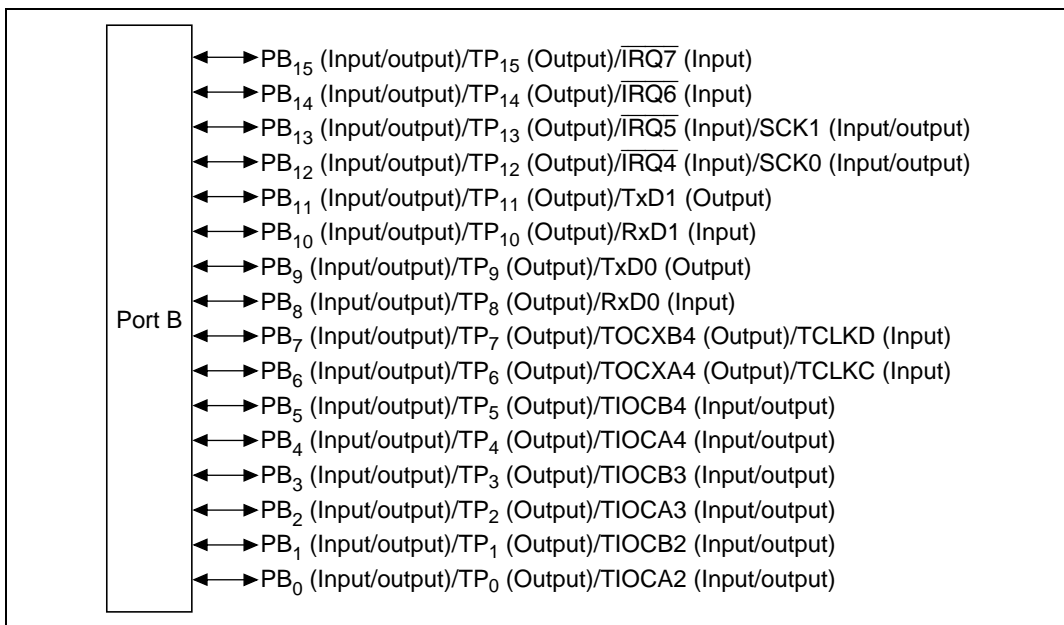 PB15 (Input/output)/TP15 (Output)/I̅R̅Q̅7̅ (Input)
PB14 (Input/output)/TP14 (Output)/I̅R̅Q̅6̅ (Input)
PB13 (Input/output)/TP13 (Output)/I̅R̅Q̅5̅ (Input)/SCK1 (Input/output)
PB12 (Input/output)/TP12 (Output)/I̅R̅Q̅4̅ (Input)/SCK0 (Input/output)
PB11 (Input/output)/TP11 (Output)/TxD1 (Output)
PB10 (Input/output)/TP10 (Output)/RxD1 (Input)
PB9 (Input/output)/TP9 (Output)/TxD0 (Output)
PB8 (Input/output)/TP8 (Output)/RxD0 (Input)
Port B
PB7 (Input/output)/TP7 (Output)/TOCXB4 (Output)/TCLKD (Input)
PB6 (Input/output)/TP6 (Output)/TOCXA4 (Output)/TCLKC (Input)
PB5 (Input/output)/TP5 (Output)/TIOCB4 (Input/output)
PB4 (Input/output)/TP4 (Output)/TIOCA4 (Input/output)
PB3 (Input/output)/TP3 (Output)/TIOCB3 (Input/output)
PB2 (Input/output)/TP2 (Output)/TIOCA3 (Input/output)
PB1 (Input/output)/TP1 (Output)/TIOCB2 (Input/output)
PB0 (Input/output)/TP0 (Output)/TIOCA2 (Input/output)